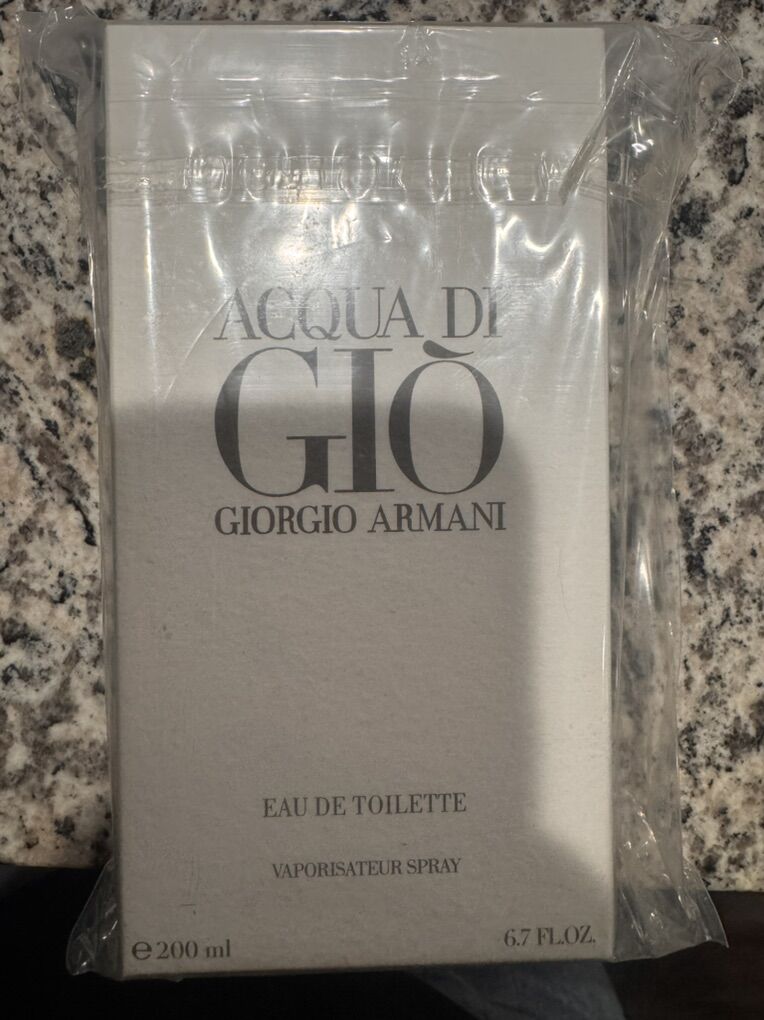 ACQUA DI
GIÒ
GIORGIO ARMANI
EAU DE TOILETTE
VAPORISATEUR SPRAY
℮ 200 ml
6.7 FL.OZ.